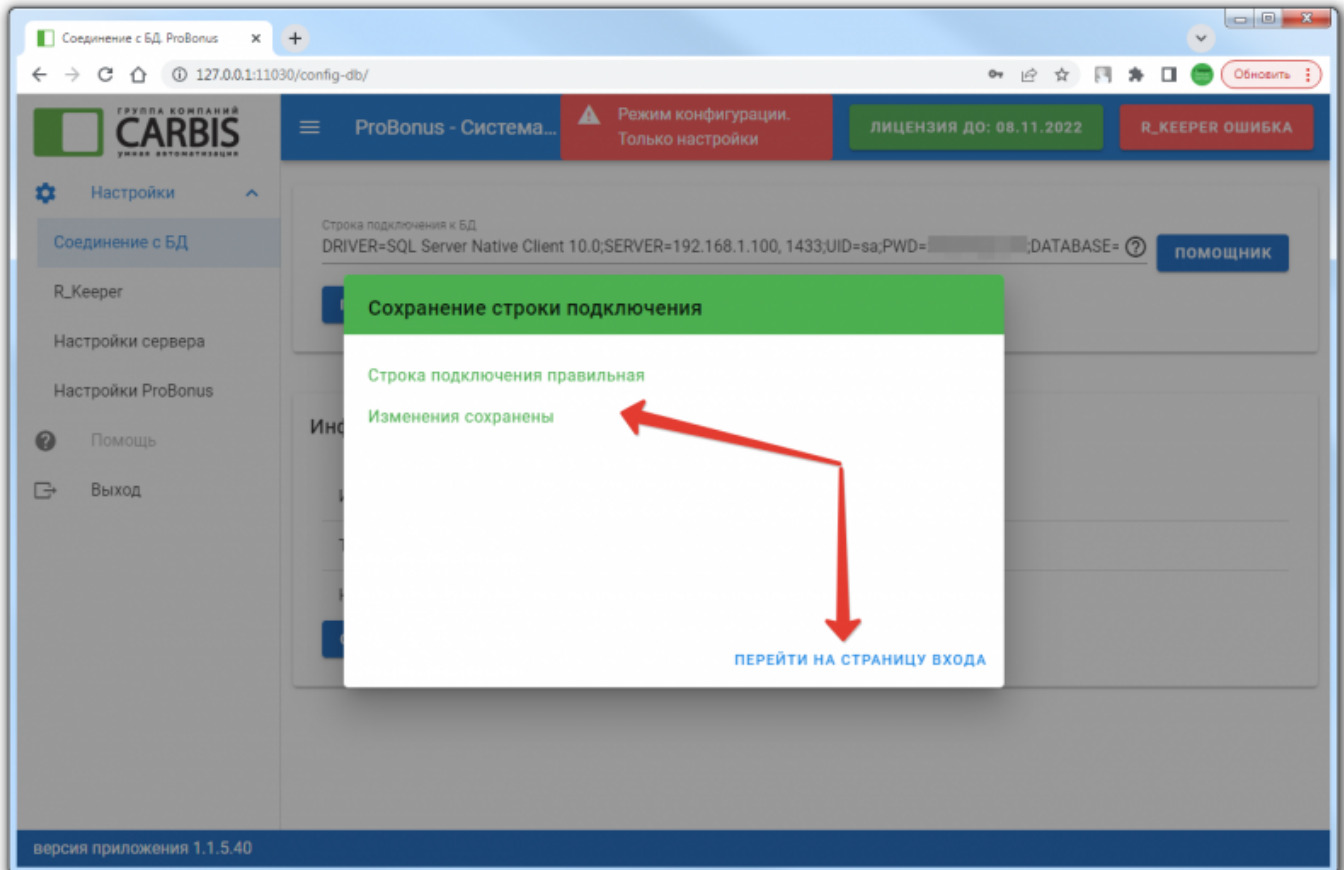 Соединение с БД. ProBonus
127.0.0.1:11030/config-db/
Обновить
ГРУППА КОМПАНИЙ
CARBIS
умная автоматизация
ProBonus - Система...
Режим конфигурации.
Только настройки
ЛИЦЕНЗИЯ ДО: 08.11.2022
R_KEEPER ОШИБКА
Настройки
Соединение с БД
R_Keeper
Настройки сервера
Настройки ProBonus
Помощь
Выход
Строка подключения к БД
DRIVER=SQL Server Native Client 10.0;SERVER=192.168.1.100, 1433;UID=sa;PWD= ;DATABASE=
ПОМОЩНИК
Сохранение строки подключения
Строка подключения правильная
Изменения сохранены
ПЕРЕЙТИ НА СТРАНИЦУ ВХОДА
версия приложения 1.1.5.40